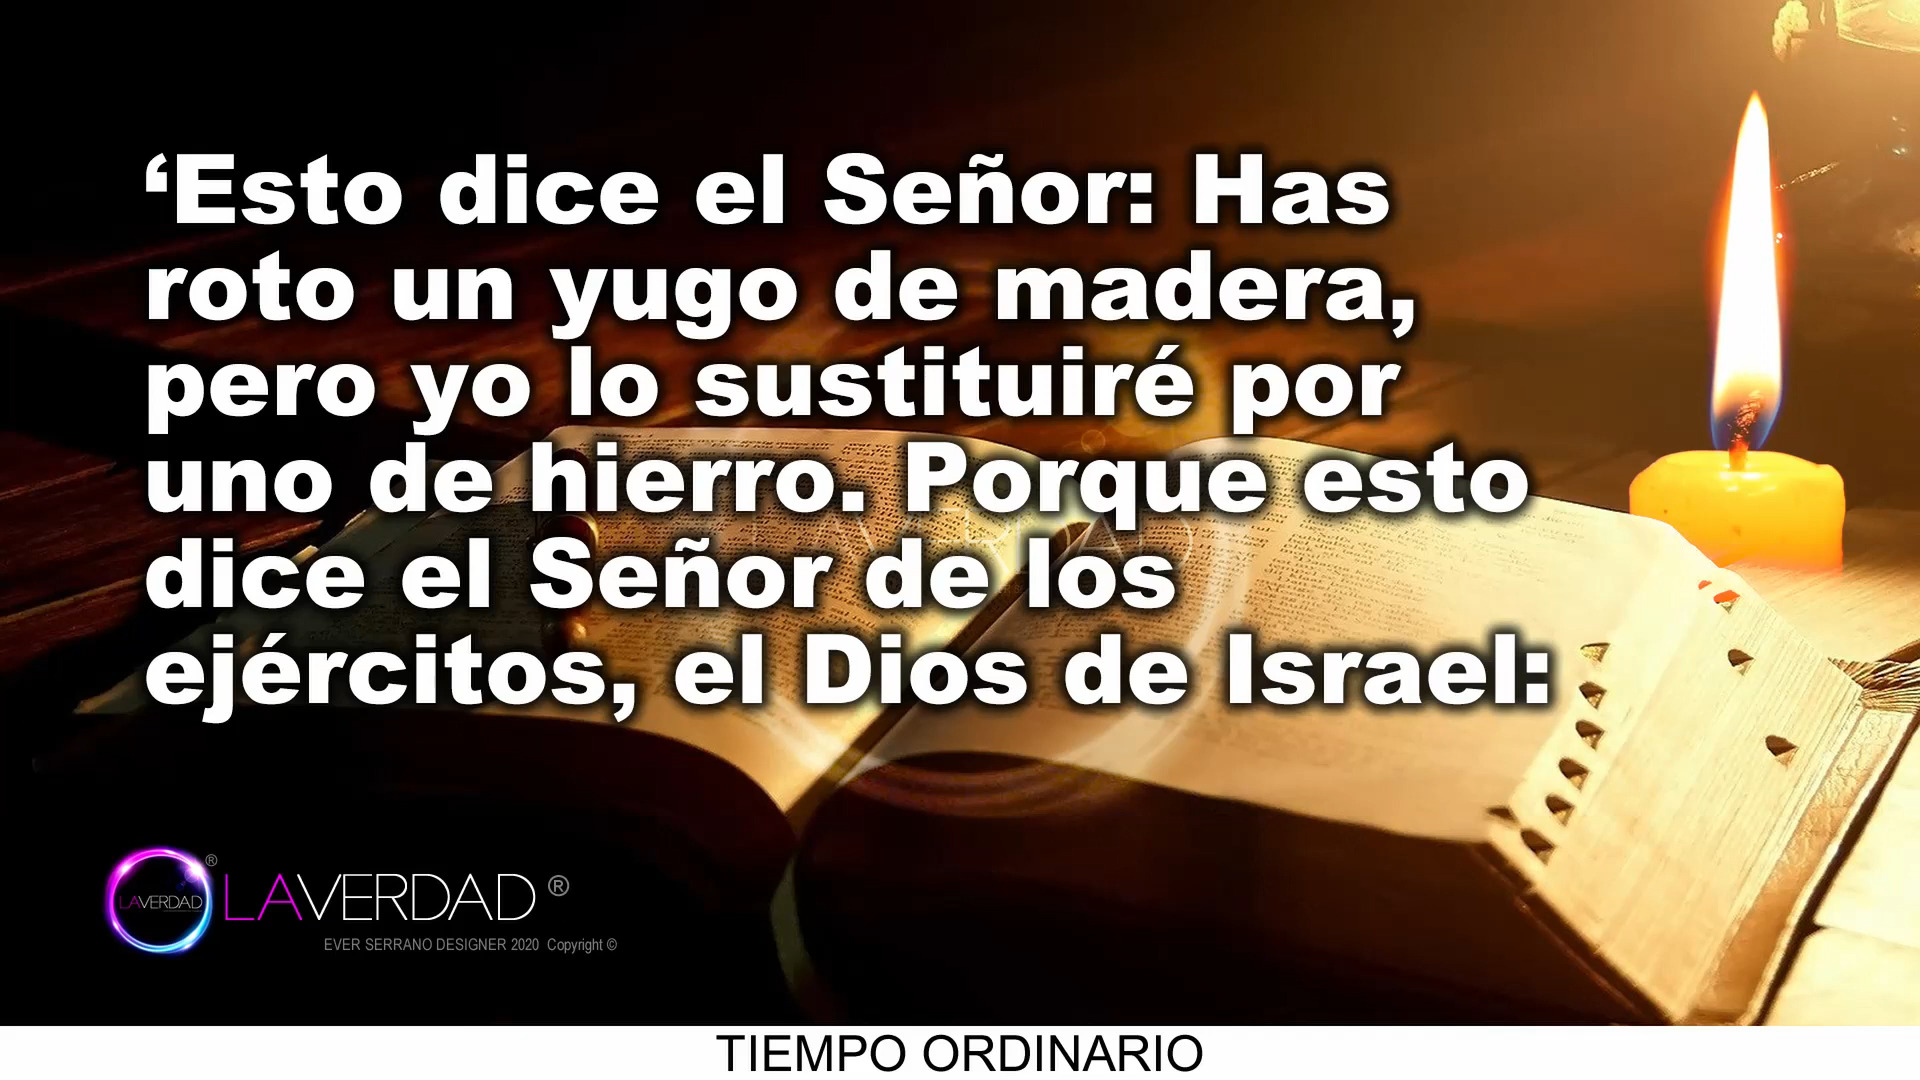 ‘Esto dice el Señor: Has
roto un yugo de madera,
pero yo lo sustituiré por
uno de hierro. Porque esto
dice el Señor de los
ejércitos, el Dios de Israel:
LAVERDAD
®
LAVERDAD ®
EVER SERRANO DESIGNER 2020 Copyright ©
TIEMPO ORDINARIO